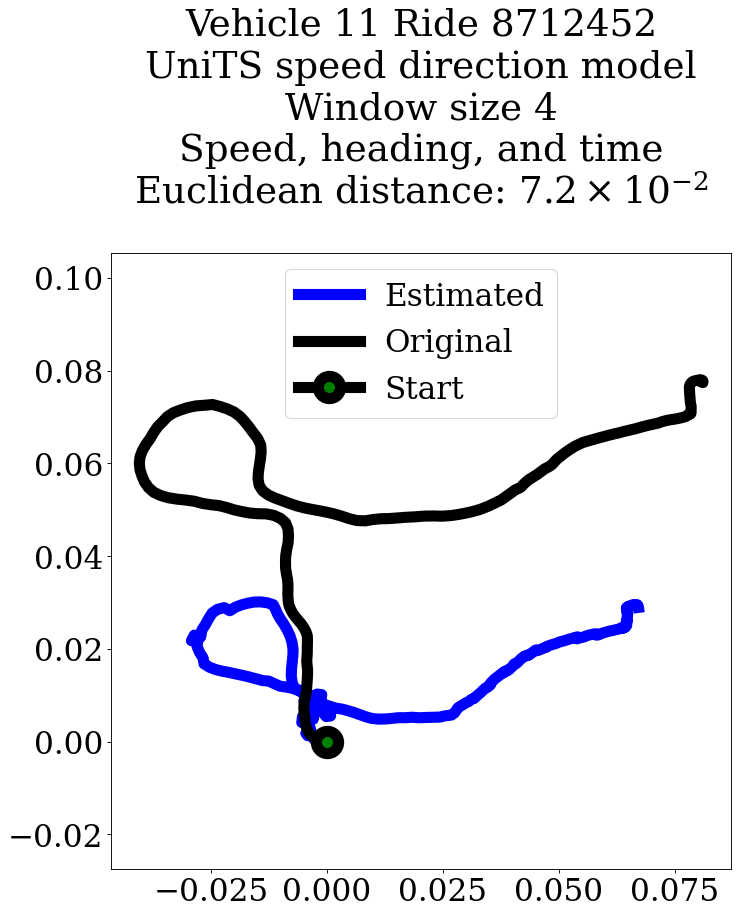 Vehicle 11 Ride 8712452
UniTS speed direction model
Window size 4
Speed, heading, and time
Euclidean distance: 7.2 × 10⁻²
0.10
Estimated
Original
0.08
Start
0.06
0.04
0.02
0.00
−0.02
−0.025 0.000 0.025 0.050 0.075